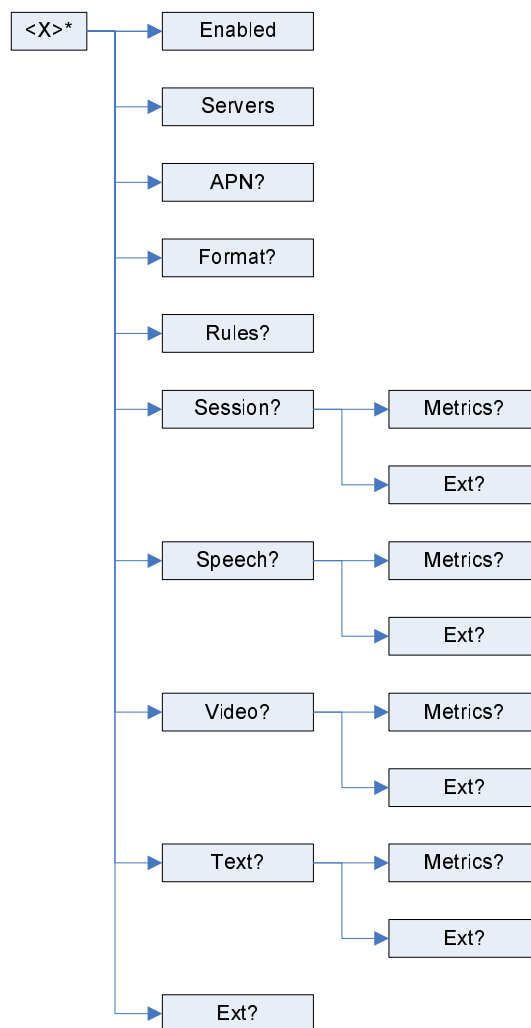 <X>*
Enabled
Servers
APN?
Format?
Rules?
Session?
Metrics?
Ext?
Speech?
Metrics?
Ext?
Video?
Metrics?
Ext?
Text?
Metrics?
Ext?
Ext?